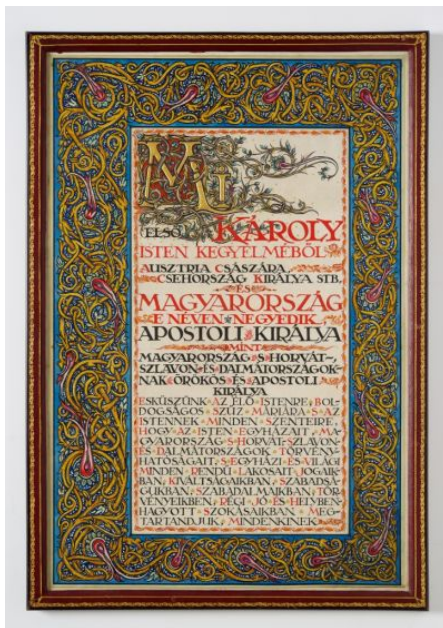 MI
ELSŐ KÁROLY
ISTEN KEGYELMÉBŐL
AUSZTRIA CSÁSZÁRA,
CSEHORSZÁG KIRÁLYA STB.
ÉS
MAGYARORSZÁG
E NÉVEN NEGYEDIK
APOSTOLI KIRÁLYA
MINT
MAGYARORSZÁG S HORVÁT-,
SZLAVON- ÉS DALMÁTORSZÁGOK-
NAK ÖRÖKÖS ÉS APOSTOLI
KIRÁLYA
ESKÜSZÜNK AZ ÉLŐ ISTENRE, BOL-
DOGSÁGOS SZŰZ MÁRIÁRA S AZ
ISTENNEK MINDEN SZENTEIRE,
HOGY AZ ISTEN EGYHÁZAIT, MA-
GYARORSZÁG S HORVÁT-, SZLAVON-
ÉS DALMÁTORSZÁGOK TÖRVÉNY-
HATÓSÁGAIT, S EGYHÁZI ÉS VILÁGI
MINDEN RENDŰ LAKOSAIT JOGAIK-
BAN, KIVÁLTSÁGAIKBAN, SZABADSÁ-
GUKBAN, SZABADALMAIKBAN, TÖR-
VÉNYEIKBEN, RÉGI JÓ ÉS HELYBEN-
HAGYOTT SZOKÁSAIKBAN MEG-
TARTANDJUK, MINDENKINEK